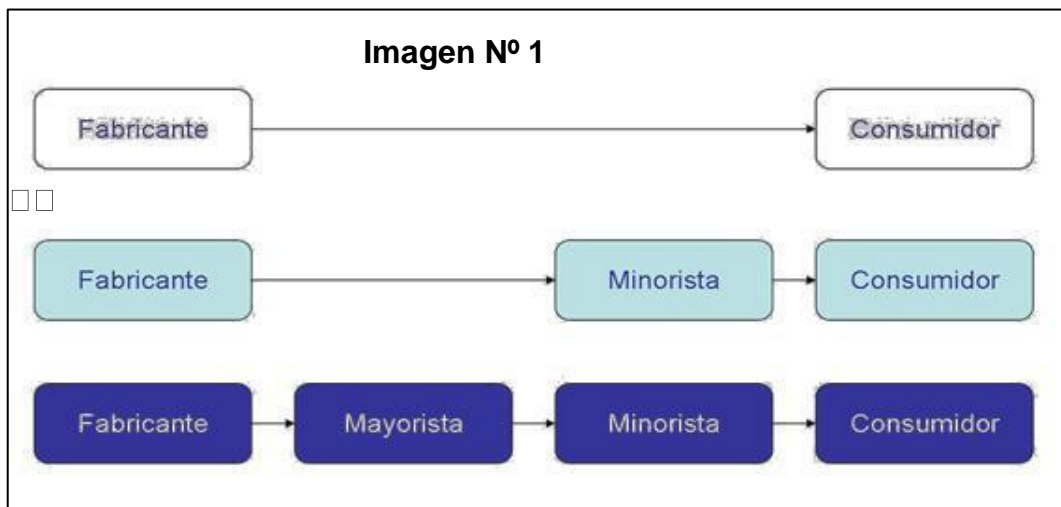 Imagen Nº 1
Fabricante Consumidor
Fabricante Minorista Consumidor
Fabricante Mayorista Minorista Consumidor